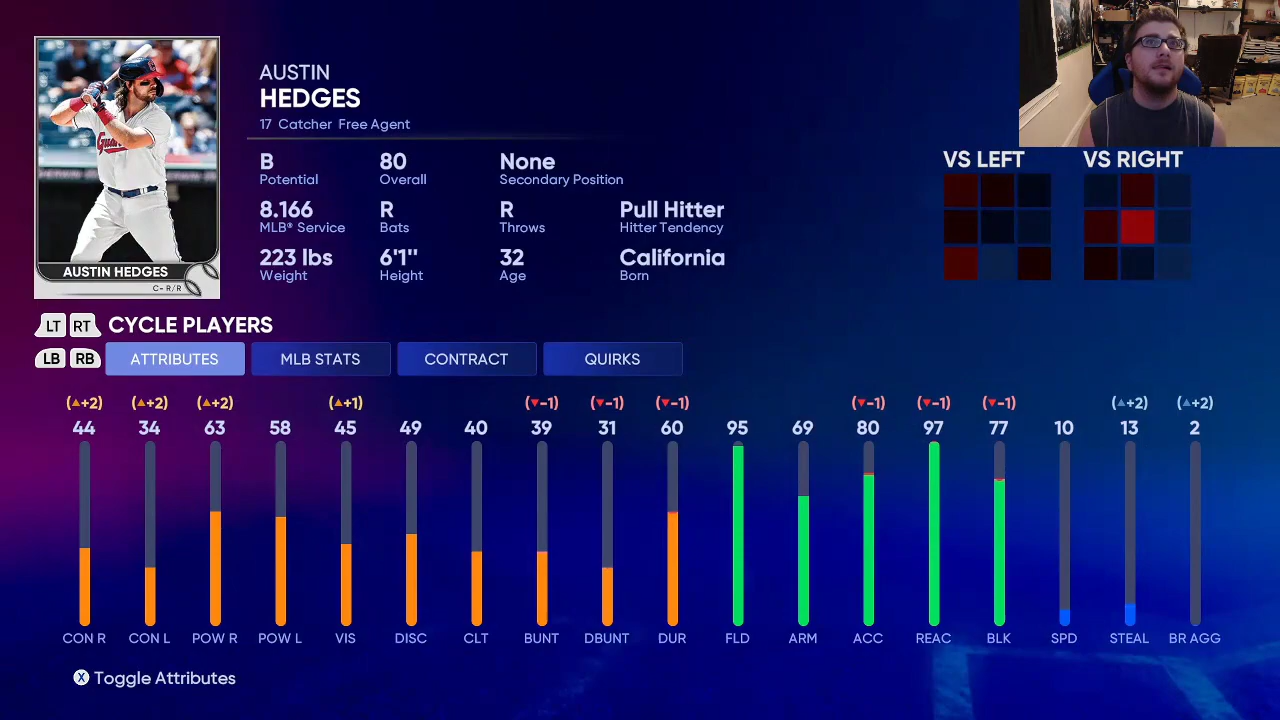 AUSTIN
HEDGES
17 Catcher Free Agent
B
Potential
80
Overall
None
Secondary Position
8.166
MLB® Service
R
Bats
R
Throws
Pull Hitter
Hitter Tendency
223 lbs
Weight
6'1"
Height
32
Age
California
Born
VS LEFT
VS RIGHT
AUSTIN HEDGES
C- R/R
LT RT CYCLE PLAYERS
LB RB ATTRIBUTES MLB STATS CONTRACT QUIRKS
(▲+2) (▲+2) (▲+2) (▲+1) (▼-1) (▼-1) (▼-1) (▼-1) (▼-1) (▼-1) (▲+2) (▲+2)
44 34 63 58 45 49 40 39 31 60 95 69 80 97 77 10 13 2
CON R CON L POW R POW L VIS DISC CLT BUNT DBUNT DUR FLD ARM ACC REAC BLK SPD STEAL BR AGG
X Toggle Attributes